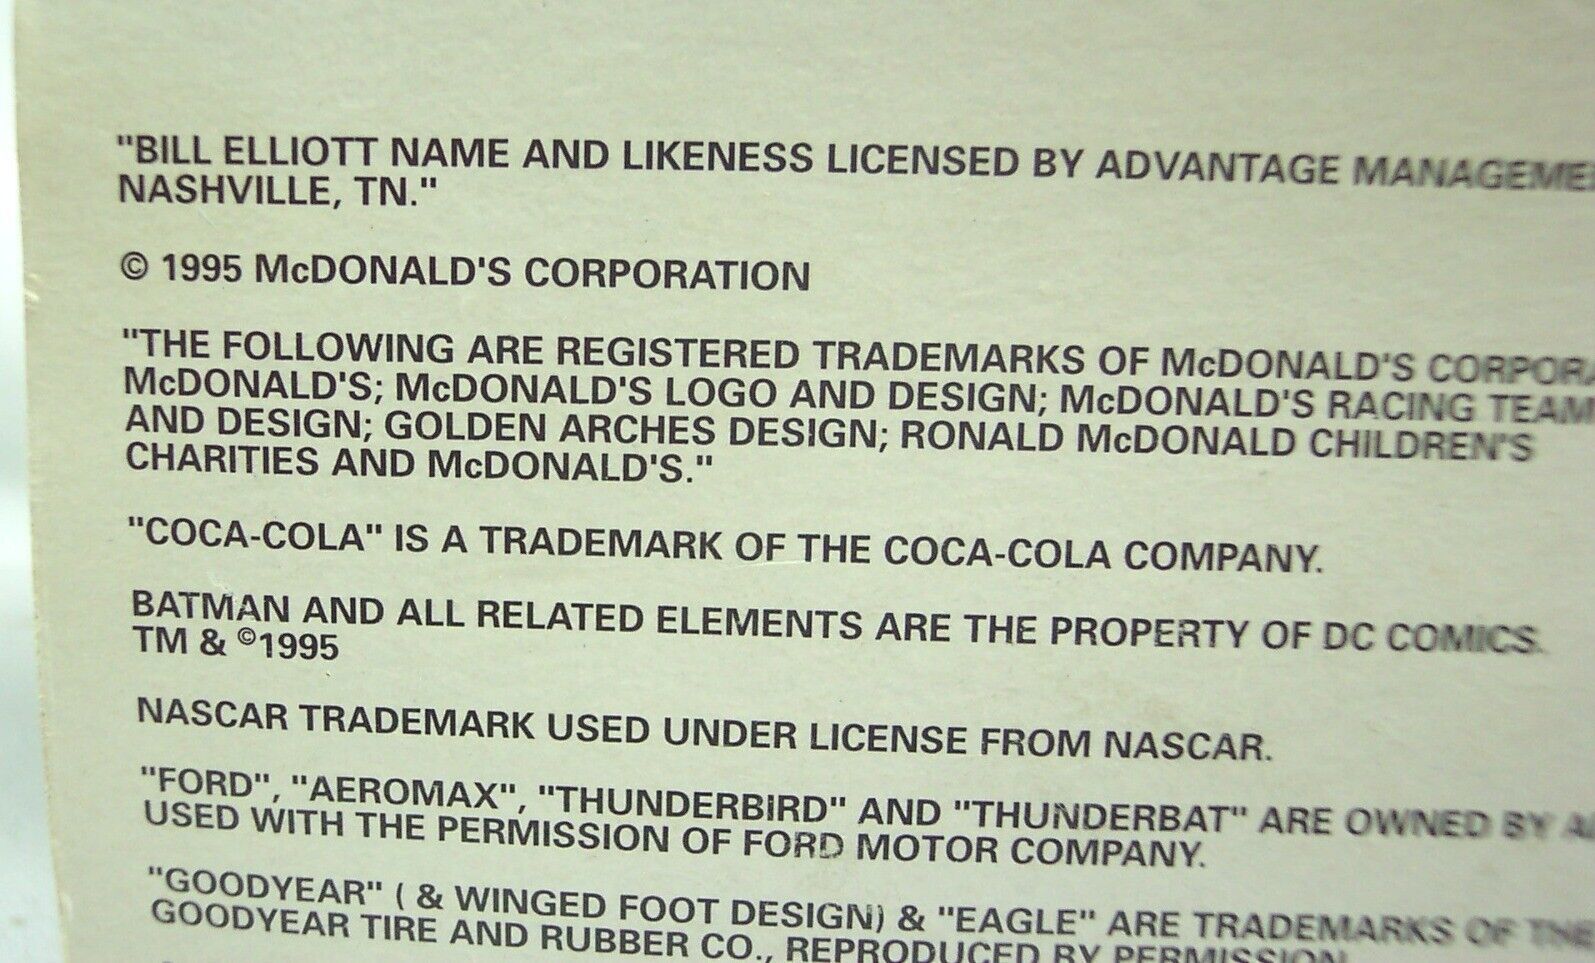 "BILL ELLIOTT NAME AND LIKENESS LICENSED BY ADVANTAGE
NASHVILLE, TN."
© 1995 McDONALD'S CORPORATION
"THE FOLLOWING ARE REGISTERED TRADEMARKS OF McDONALD'S
McDONALD'S; McDONALD'S LOGO AND DESIGN; McDONALD'S RACING TEAM
AND DESIGN; GOLDEN ARCHES DESIGN; RONALD McDONALD CHILDREN'S
CHARITIES AND McDONALD'S."
"COCA-COLA" IS A TRADEMARK OF THE COCA-COLA COMPANY.
BATMAN AND ALL RELATED ELEMENTS ARE THE PROPERTY OF DC COMICS.
TM & ©1995
NASCAR TRADEMARK USED UNDER LICENSE FROM NASCAR.
"FORD", "AEROMAX", "THUNDERBIRD" AND "THUNDERBAT" ARE OWNED BY
USED WITH THE PERMISSION OF FORD MOTOR COMPANY.
"GOODYEAR" ( & WINGED FOOT DESIGN) & "EAGLE" ARE TRADEMARKS OF THE
GOODYEAR TIRE AND RUBBER CO., REPRODUCED BY PERMISSION